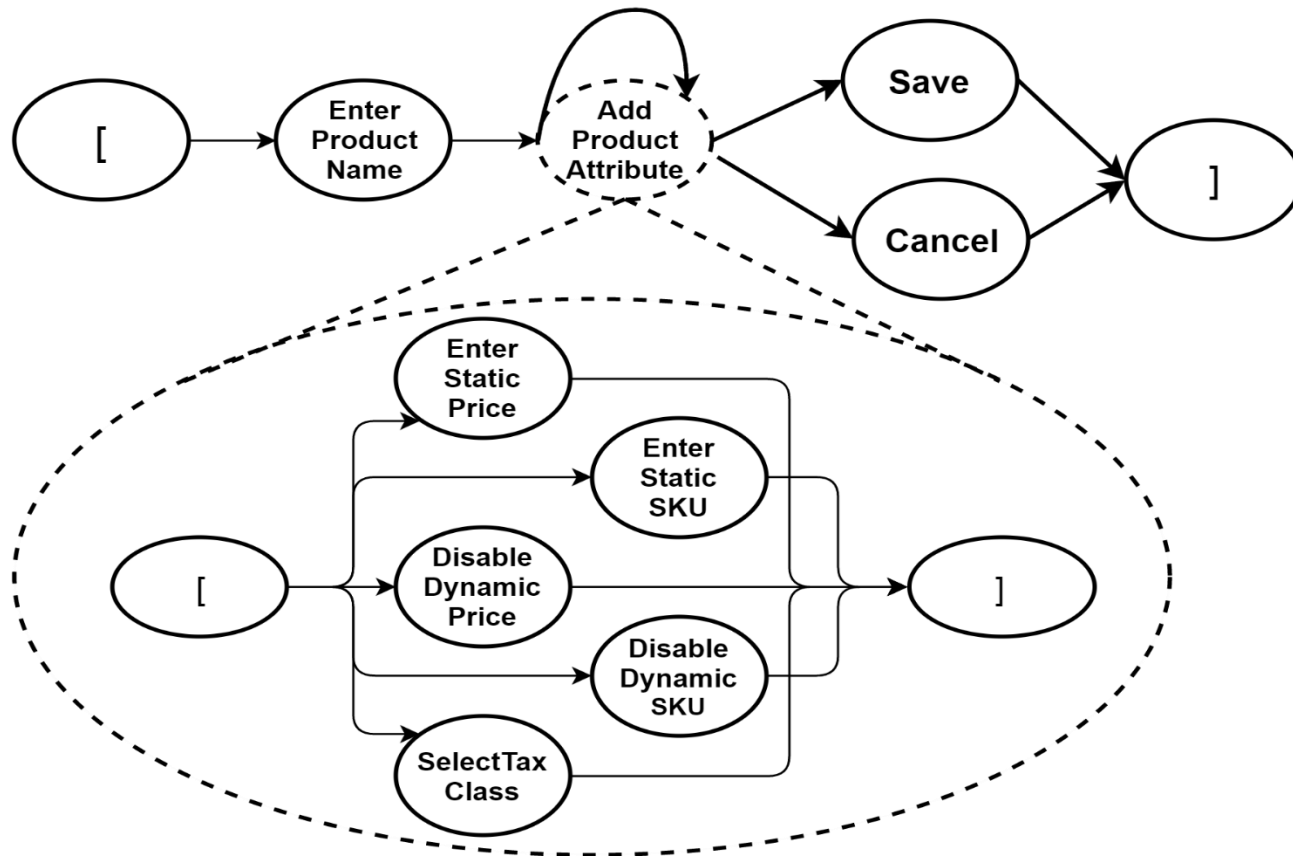 [
Enter
Product
Name
Add
Product
Attribute
Save
Cancel
]
Enter
Static
Price
Enter
Static
SKU
[
Disable
Dynamic
Price
]
Disable
Dynamic
SKU
SelectTax
Class